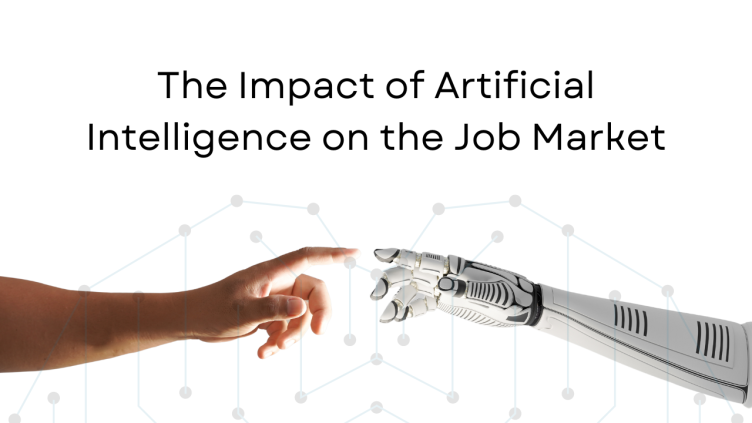 The Impact of Artificial
Intelligence on the Job Market